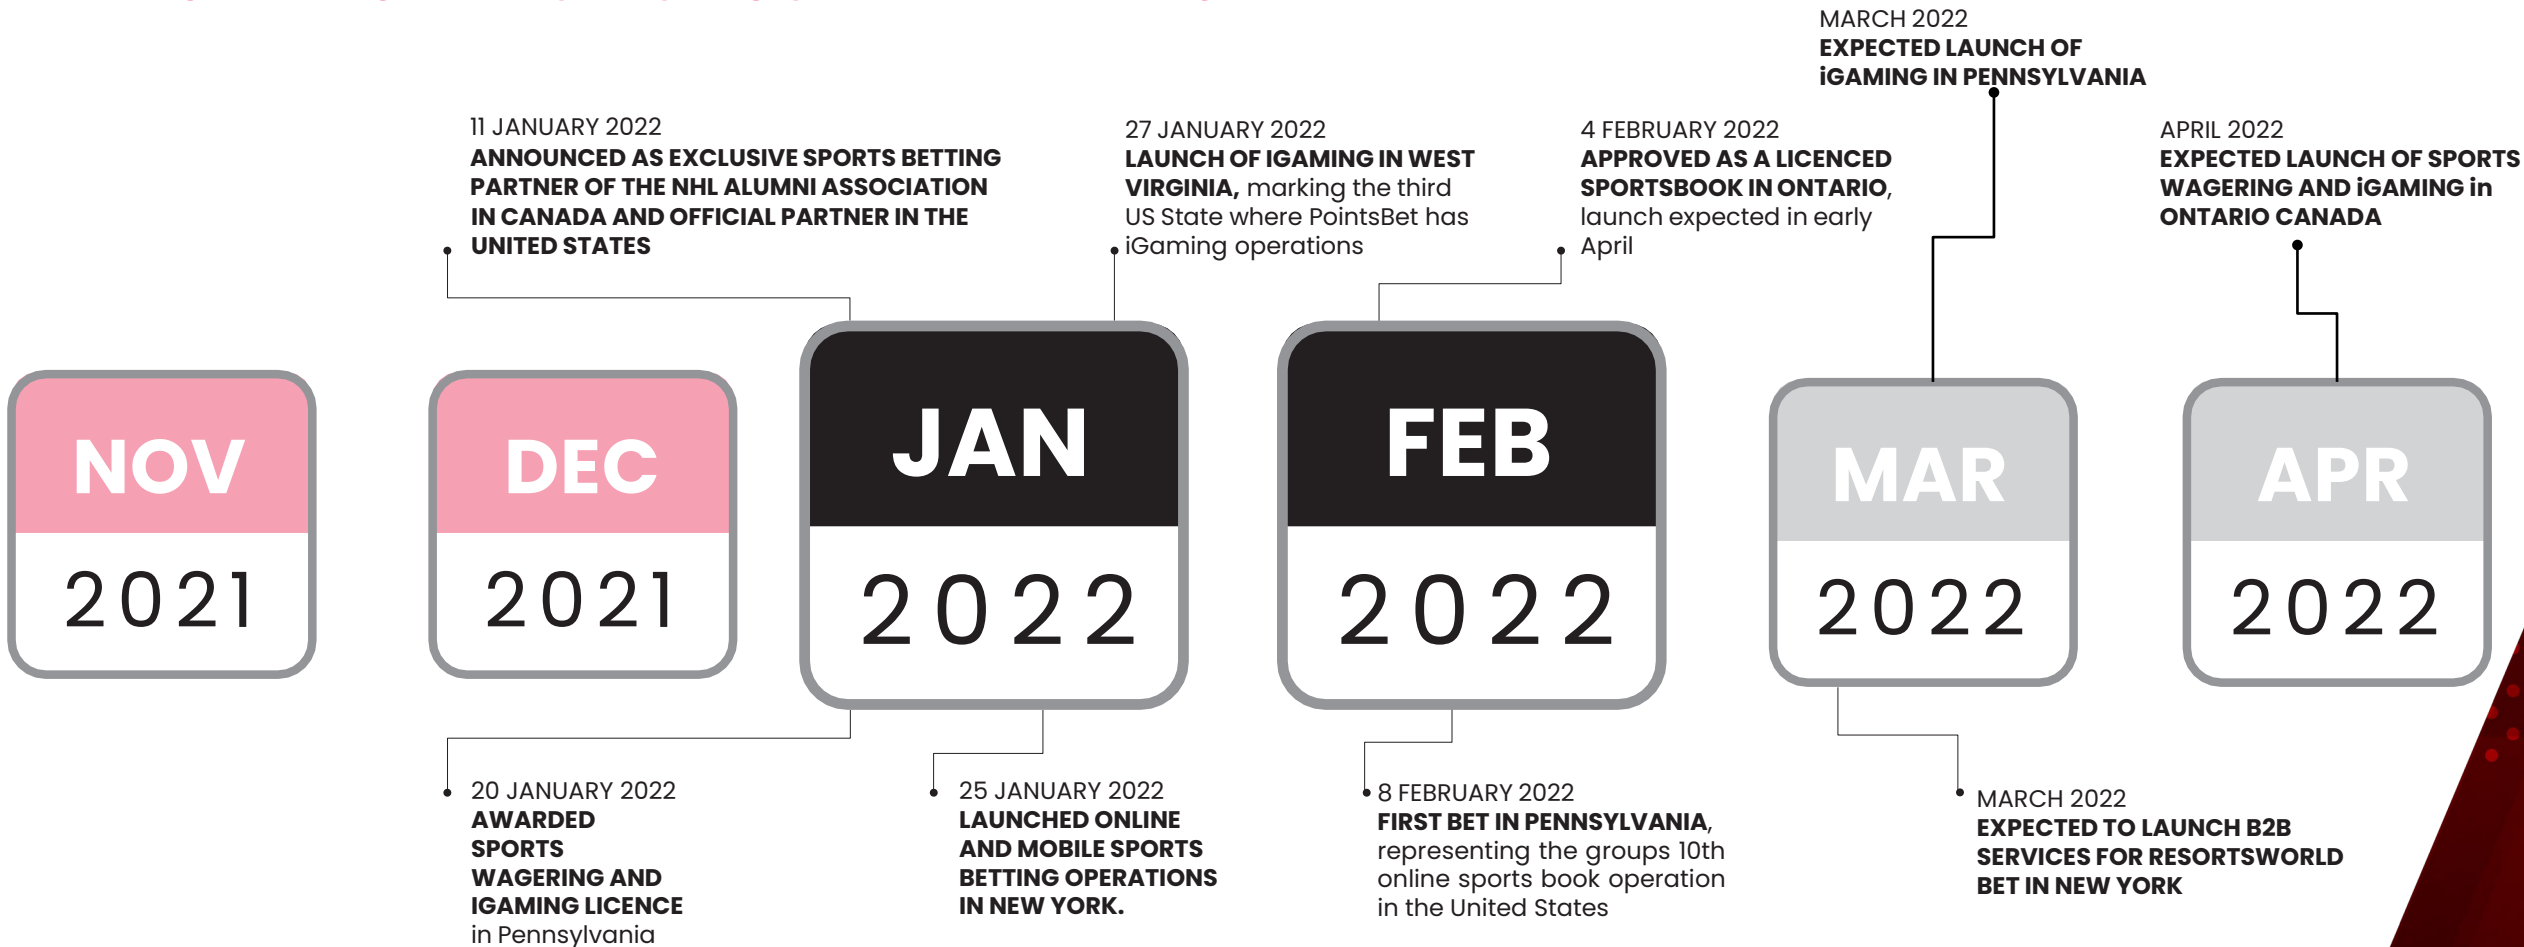 MARCH 2022
EXPECTED LAUNCH OF
iGAMING IN PENNSYLVANIA
11 JANUARY 2022
ANNOUNCED AS EXCLUSIVE SPORTS BETTING
PARTNER OF THE NHL ALUMNI ASSOCIATION
IN CANADA AND OFFICIAL PARTNER IN THE
UNITED STATES
27 JANUARY 2022
LAUNCH OF IGAMING IN WEST
VIRGINIA, marking the third
US State where PointsBet has
iGaming operations
4 FEBRUARY 2022
APPROVED AS A LICENCED
SPORTSBOOK IN ONTARIO,
launch expected in early
April
APRIL 2022
EXPECTED LAUNCH OF SPORTS
WAGERING AND iGAMING in
ONTARIO CANADA
NOV
2021
DEC
2021
JAN
2022
FEB
2022
MAR
2022
APR
2022
20 JANUARY 2022
AWARDED
SPORTS
WAGERING AND
IGAMING LICENCE
in Pennsylvania
25 JANUARY 2022
LAUNCHED ONLINE
AND MOBILE SPORTS
BETTING OPERATIONS
IN NEW YORK.
8 FEBRUARY 2022
FIRST BET IN PENNSYLVANIA,
representing the groups 10th
online sports book operation
in the United States
MARCH 2022
EXPECTED TO LAUNCH B2B
SERVICES FOR RESORTSWORLD
BET IN NEW YORK